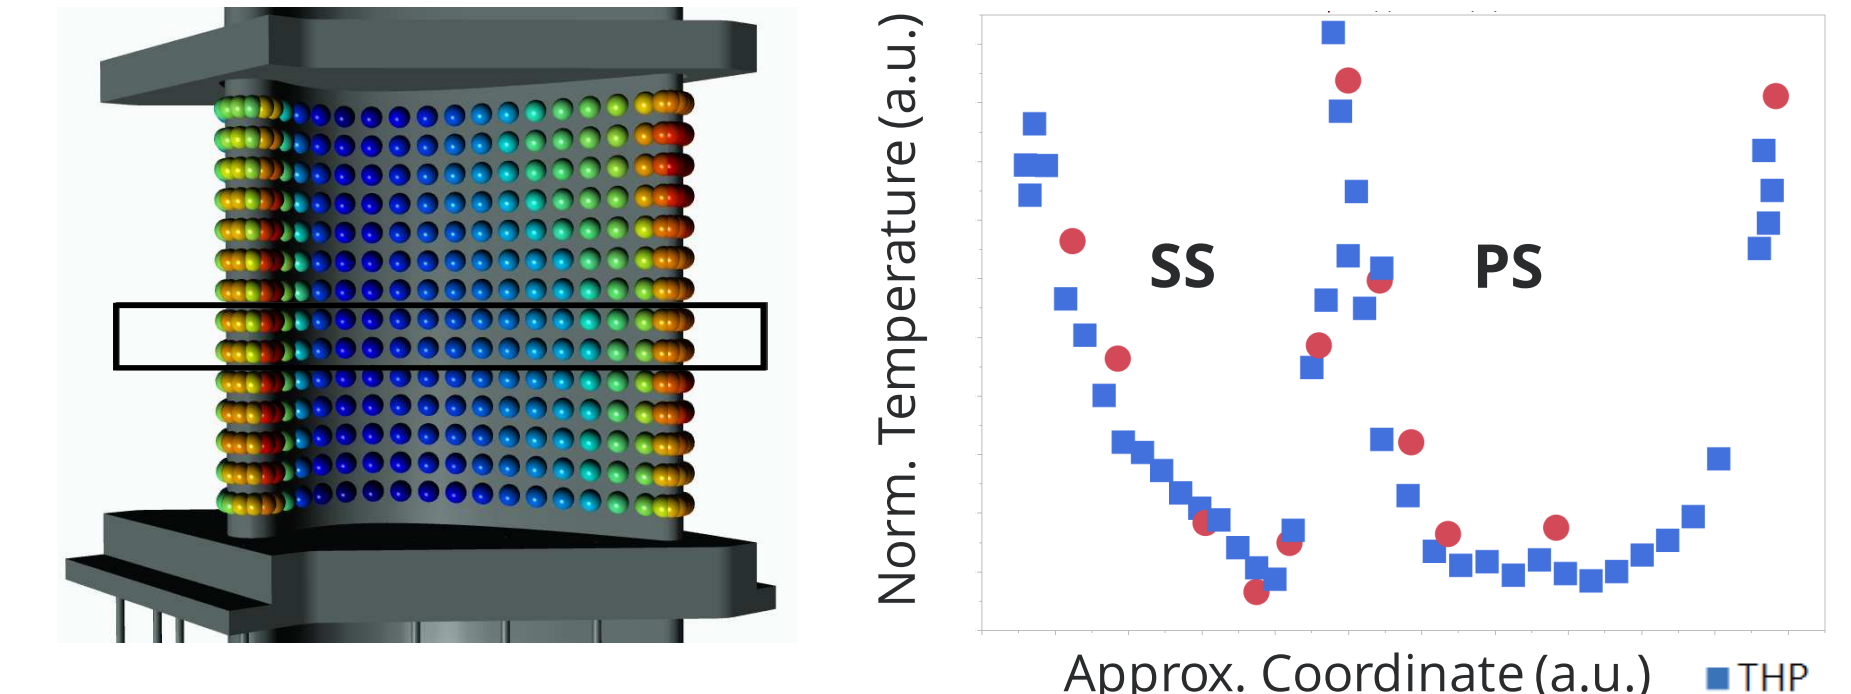 Norm. Temperature (a.u.)
SS
PS
Approx. Coordinate (a.u.)
THP